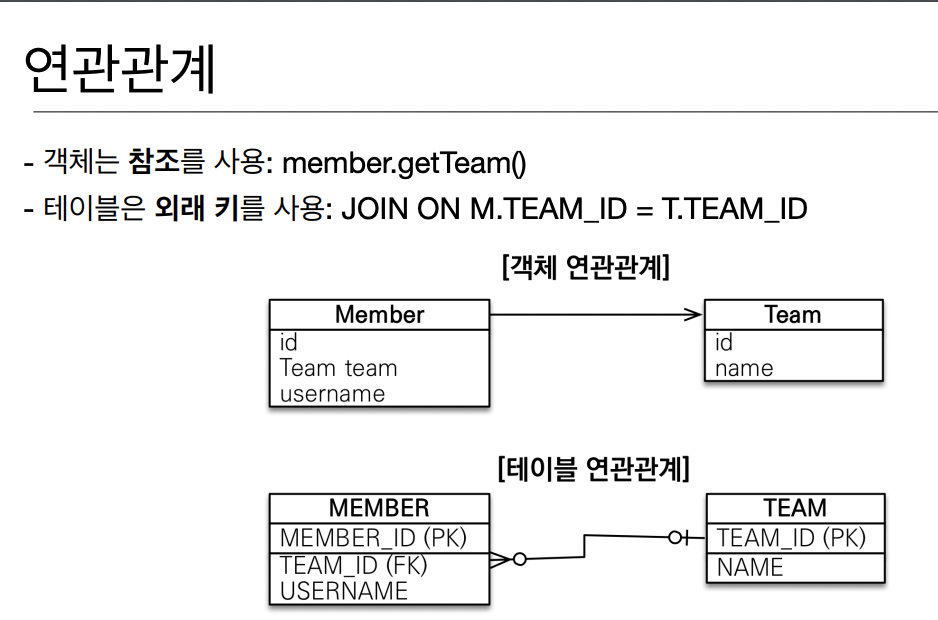 연관관계
- 객체는 참조를 사용: member.getTeam()
- 테이블은 외래 키를 사용: JOIN ON M.TEAM_ID = T.TEAM_ID
[객체 연관관계]
Member
id
Team team
username
Team
id
name
[테이블 연관관계]
MEMBER
MEMBER_ID (PK)
TEAM_ID (FK)
USERNAME
TEAM
TEAM_ID (PK)
NAME